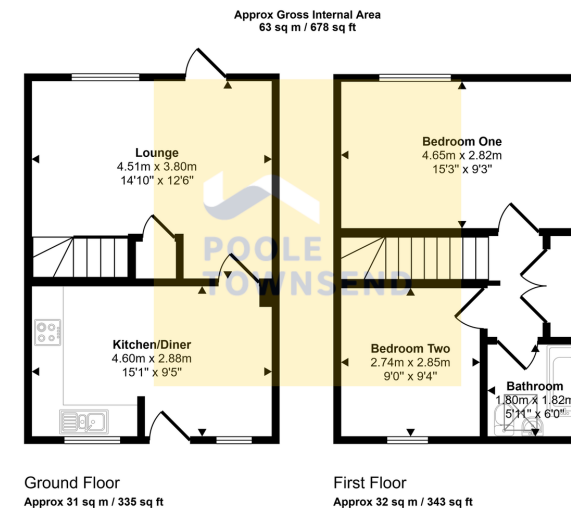 Approx Gross Internal Area
63 sq m / 678 sq ft
Lounge
4.51m x 3.80m
14'10" x 12'6"
Kitchen/Diner
4.60m x 2.88m
15'1" x 9'5"
Bedroom One
4.65m x 2.82m
15'3" x 9'3"
Bedroom Two
2.74m x 2.85m
9'0" x 9'4"
Bathroom
1.80m x 1.82m
5'11" x 6'0"
POOLE
TOWNSEND
Ground Floor
Approx 31 sq m / 335 sq ft
First Floor
Approx 32 sq m / 343 sq ft